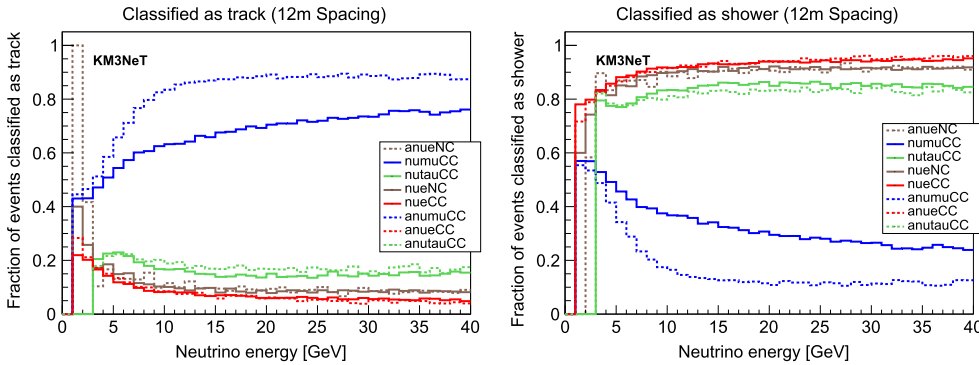 Classified as track (12m Spacing)
Fraction of events classified as track
1
0.8
0.6
0.4
0.2
0
KM3NeT
anueNC
numuCC
nutauCC
nueNC
nueCC
anumuCC
anueCC
anutauCC
0 5 10 15 20 25 30 35 40
Neutrino energy [GeV]
Classified as shower (12m Spacing)
Fraction of events classified as shower
1
0.8
0.6
0.4
0.2
0
KM3NeT
anueNC
numuCC
nutauCC
nueNC
nueCC
anumuCC
anueCC
anutauCC
0 5 10 15 20 25 30 35 40
Neutrino energy [GeV]